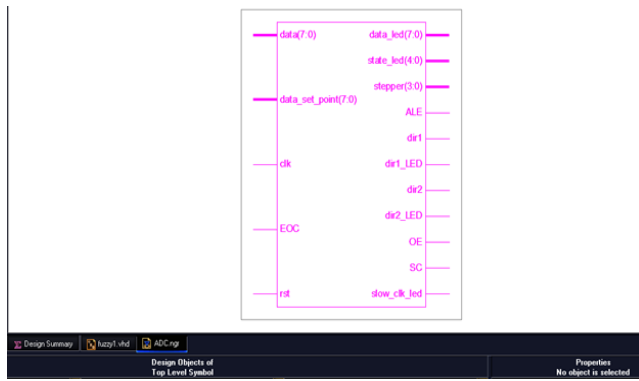 data(7:0) data_led(7:0)
state_led(4:0)
stepper(3:0)
data_set_point(7:0)
ALE
dir1
clk dir1_LED
dir2
dir2_LED
EOC
OE
SC
rst slow_clk_led
Design Summary fuzzy1.vhd ADC.ngr
Design Objects of
Top Level Symbol
Properties
No object is selected